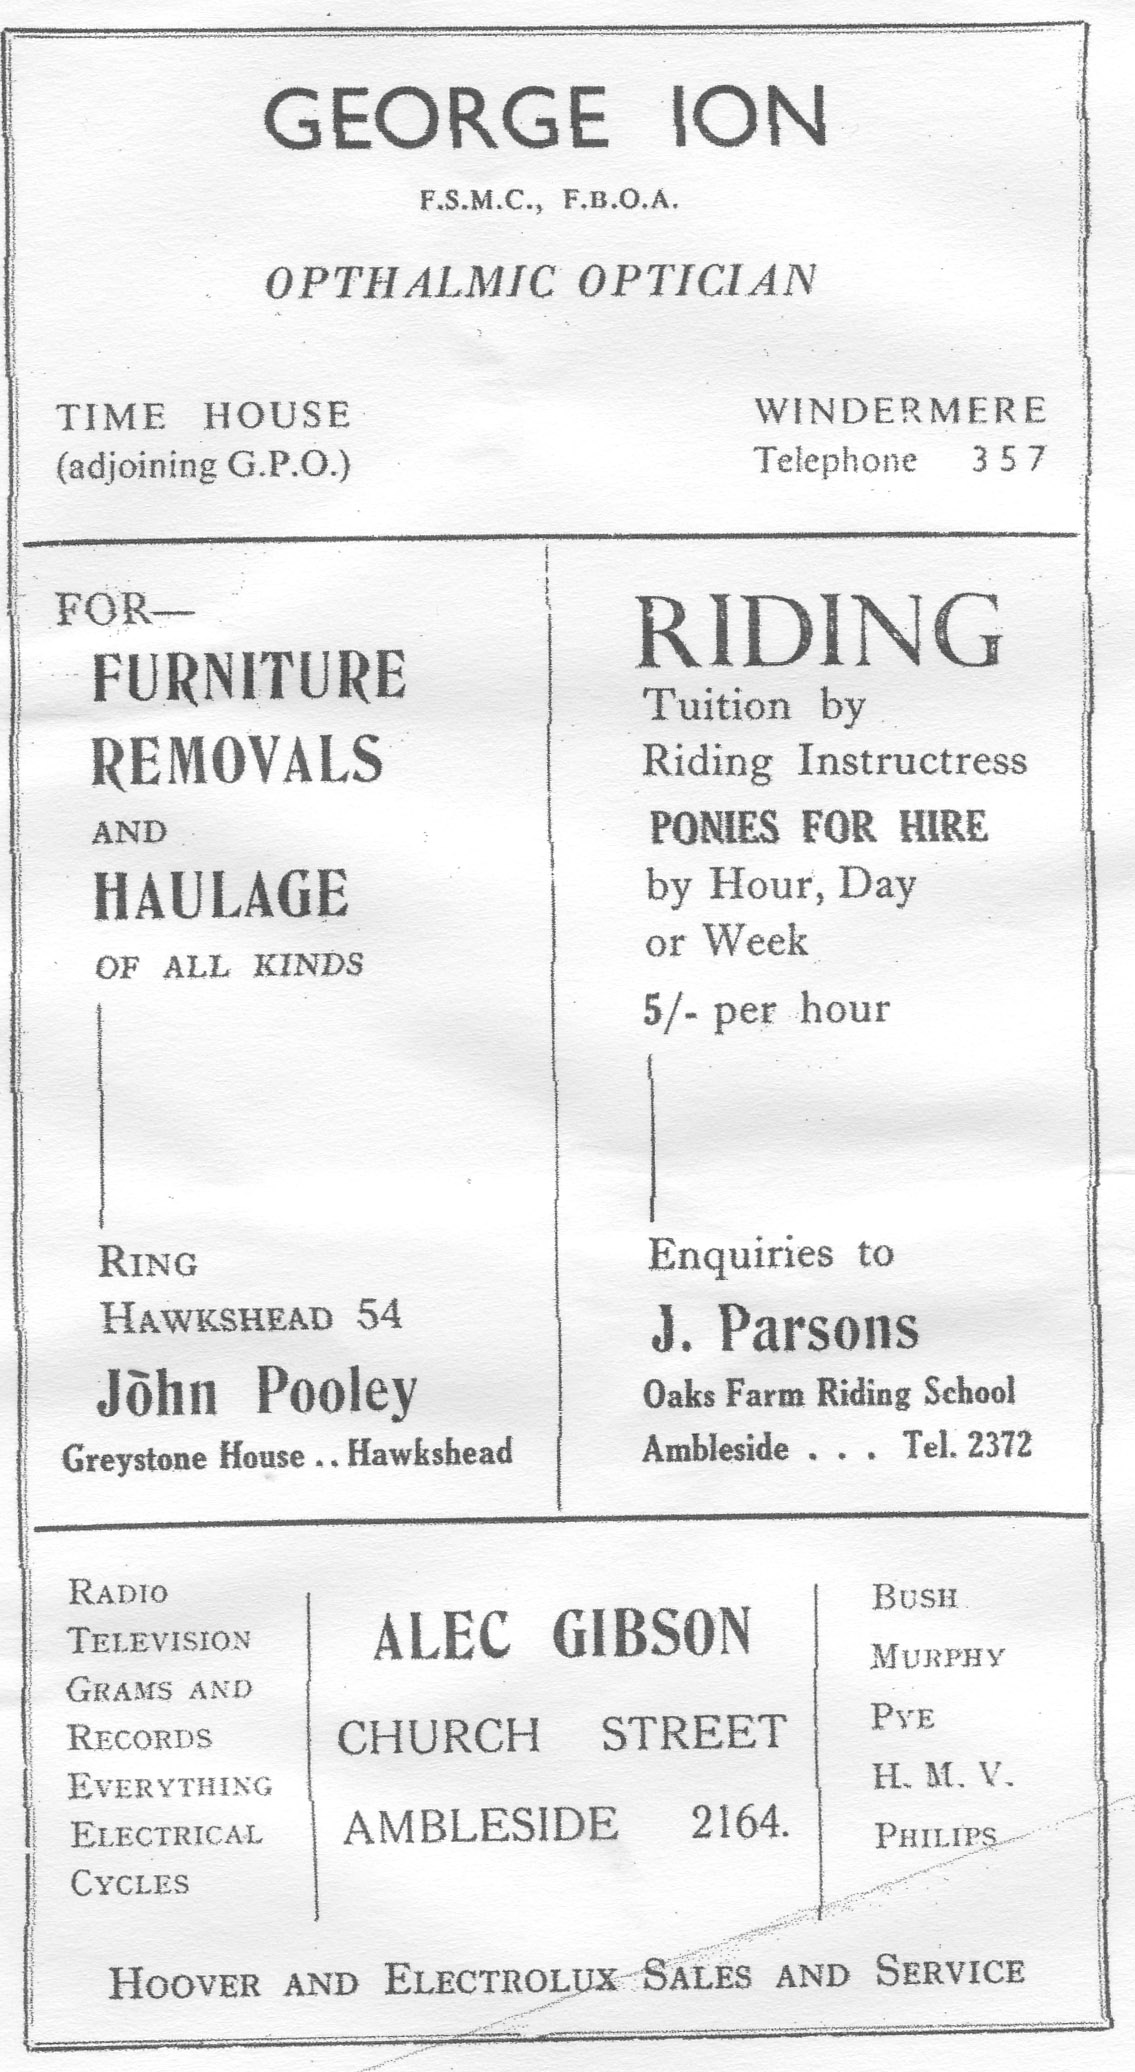 GEORGE ION
F.S.M.C., F.B.O.A.
OPTHALMIC OPTICIAN
TIME HOUSE
(adjoining G.P.O.)
WINDERMERE
Telephone 357
FOR—
FURNITURE
REMOVALS
AND
HAULAGE
OF ALL KINDS
RING
HAWKSHEAD 54
John Pooley
Greystone House .. Hawkshead
RIDING
Tuition by
Riding Instructress
PONIES FOR HIRE
by Hour, Day
or Week
5/- per hour
Enquiries to
J. Parsons
Oaks Farm Riding School
Ambleside . . . Tel. 2372
RADIO
TELEVISION
GRAMS AND
RECORDS
EVERYTHING
ELECTRICAL
CYCLES
ALEC GIBSON
CHURCH STREET
AMBLESIDE 2164.
BUSH
MURPHY
PYE
H. M. V.
PHILIPS
HOOVER AND ELECTROLUX SALES AND SERVICE